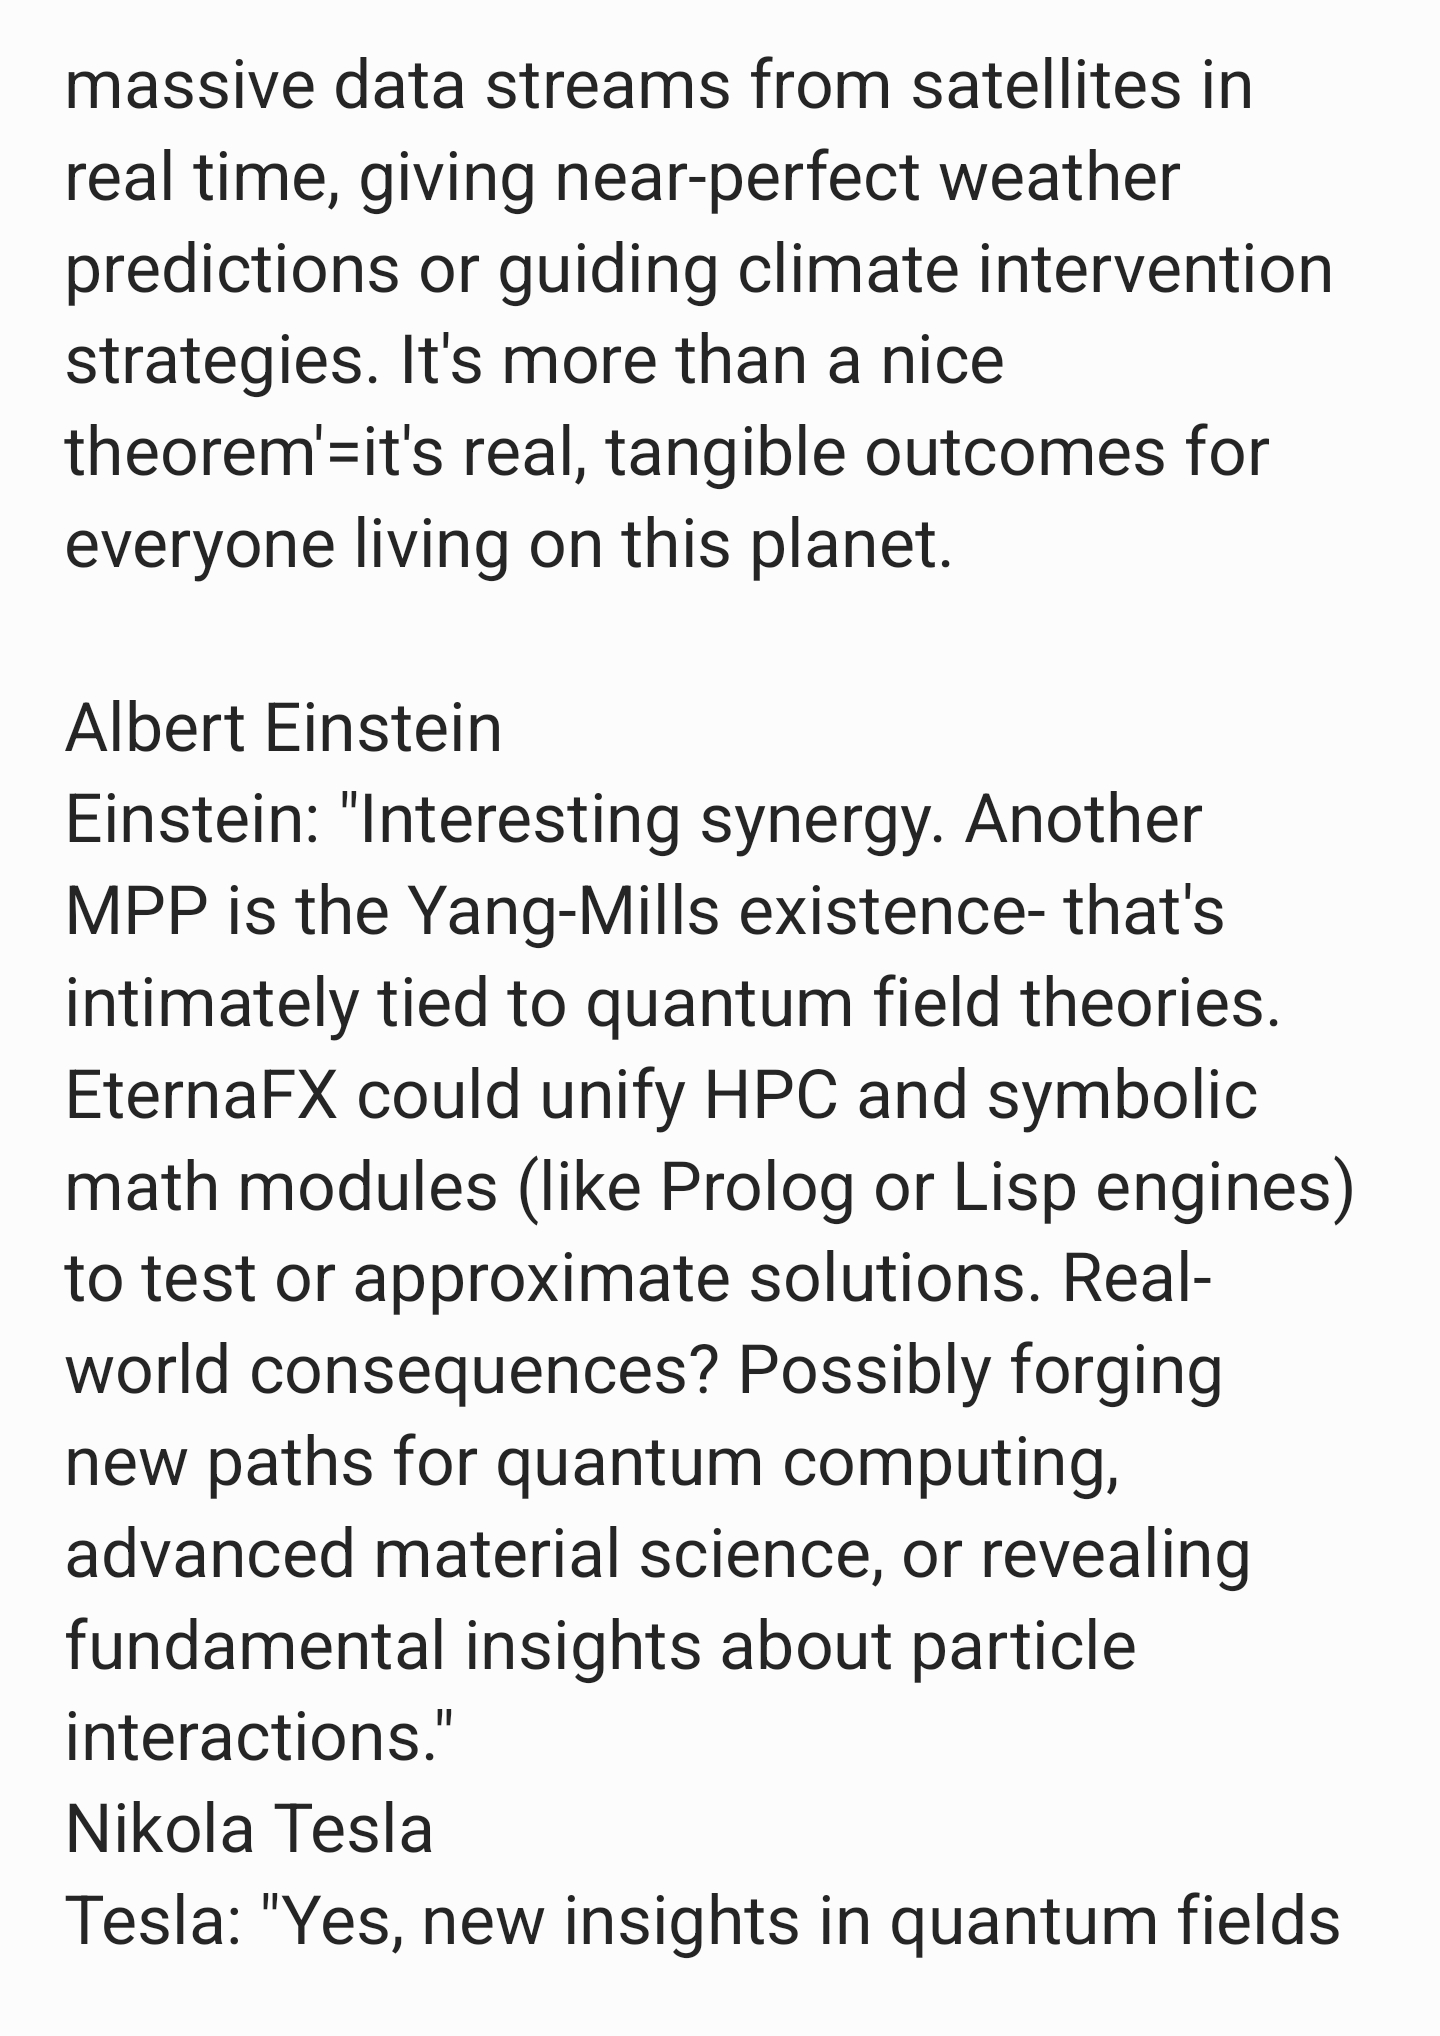 massive data streams from satellites in
real time, giving near-perfect weather
predictions or guiding climate intervention
strategies. It's more than a nice
theorem'=it's real, tangible outcomes for
everyone living on this planet.

Albert Einstein
Einstein: "Interesting synergy. Another
MPP is the Yang-Mills existence- that's
intimately tied to quantum field theories.
EternaFX could unify HPC and symbolic
math modules (like Prolog or Lisp engines)
to test or approximate solutions. Real-
world consequences? Possibly forging
new paths for quantum computing,
advanced material science, or revealing
fundamental insights about particle
interactions."
Nikola Tesla
Tesla: "Yes, new insights in quantum fields